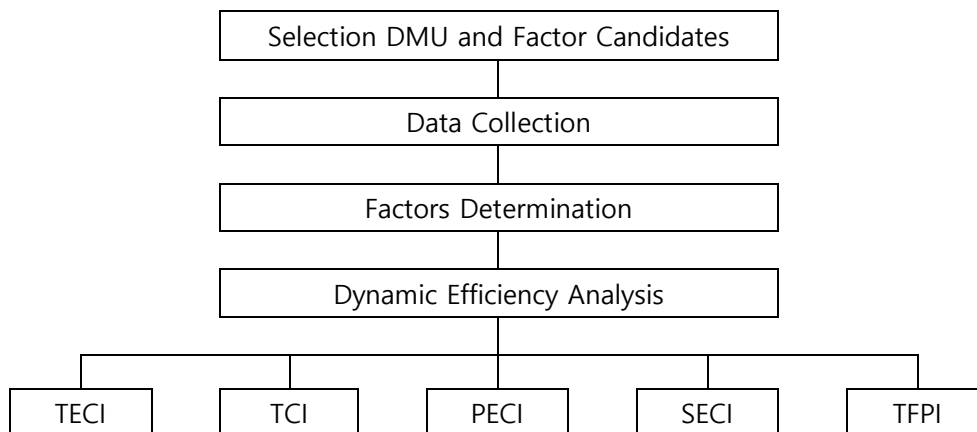 Selection DMU and Factor Candidates
Data Collection
Factors Determination
Dynamic Efficiency Analysis
TECI
TCI
PECI
SECI
TFPI